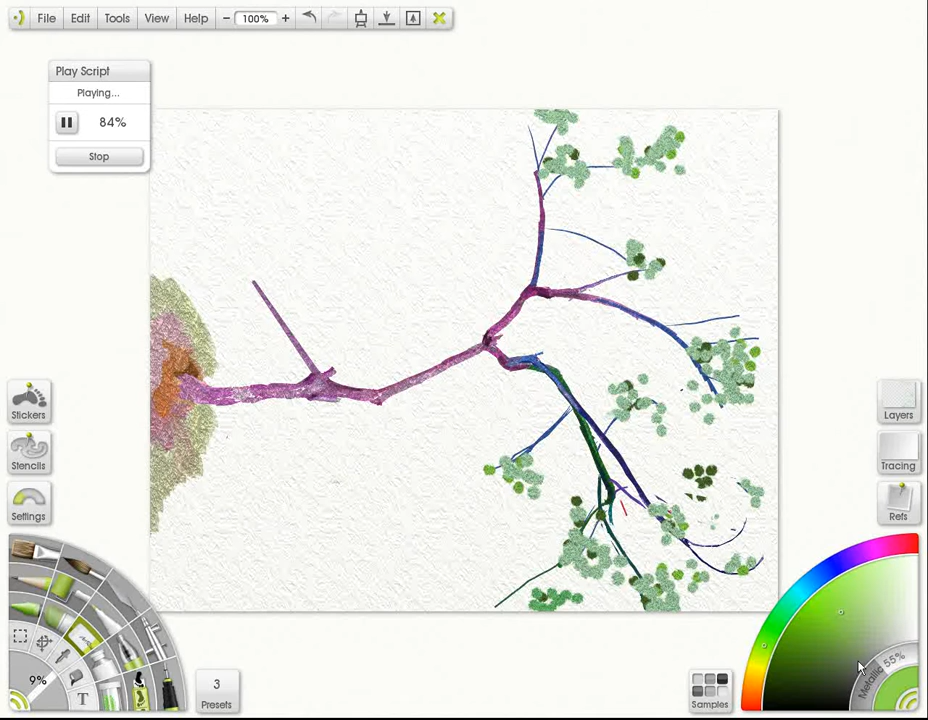 File Edit Tools View Help − 100% +
Play Script
Playing...
84%
Stop
Stickers
Stencils
Settings
Layers
Tracing
Refs
9%
T
3
Presets
Samples
Metallic 55%